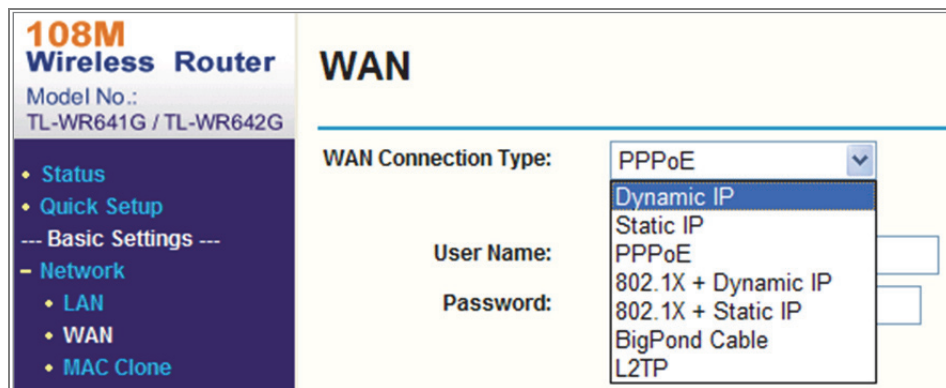 108M
Wireless Router
Model No.:
TL-WR641G / TL-WR642G
• Status
• Quick Setup
--- Basic Settings ---
– Network
• LAN
• WAN
• MAC Clone
WAN
WAN Connection Type:
PPPoE
Dynamic IP
Static IP
PPPoE
802.1X + Dynamic IP
802.1X + Static IP
BigPond Cable
L2TP
User Name:
Password: